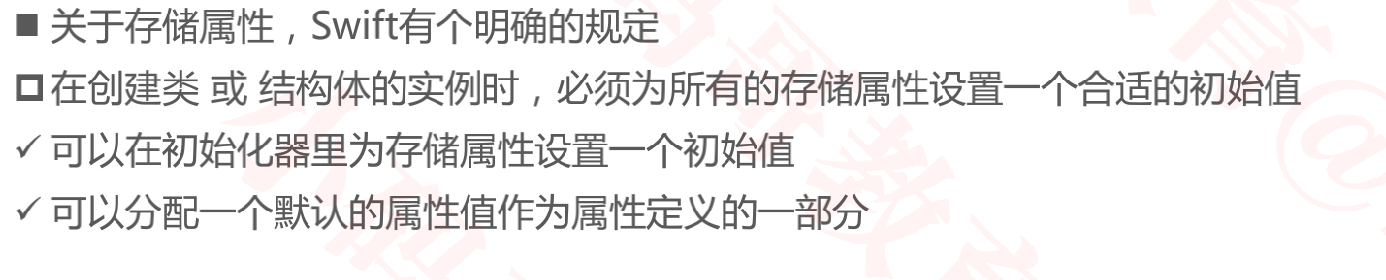 ■ 关于存储属性，Swift有个明确的规定
在创建类 或 结构体的实例时，必须为所有的存储属性设置一个合适的初始值
✓ 可以在初始化器里为存储属性设置一个初始值
✓ 可以分配一个默认的属性值作为属性定义的一部分